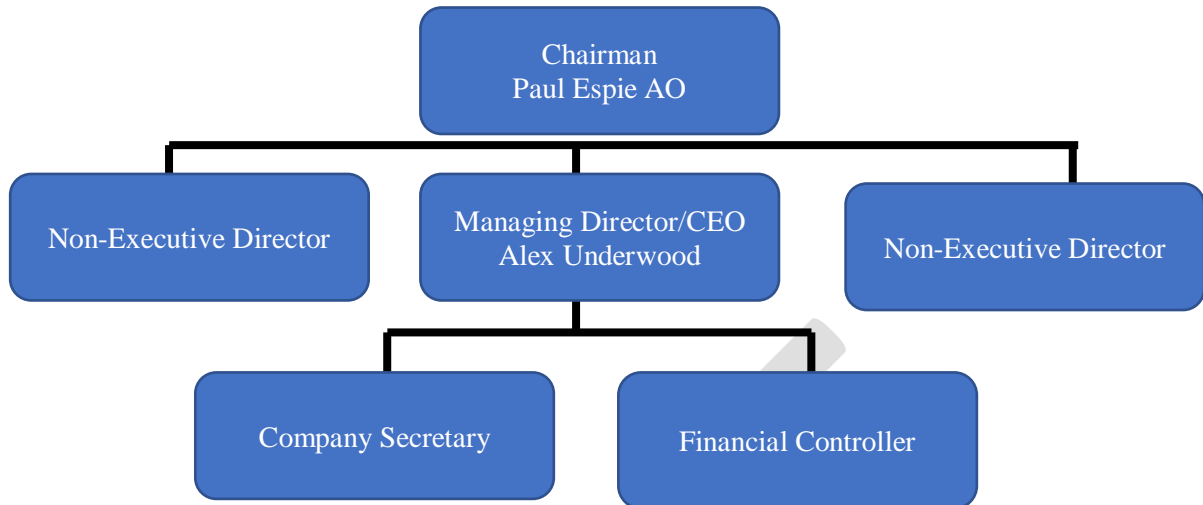 Chairman
Paul Espie AO
Non-Executive Director
Managing Director/CEO
Alex Underwood
Non-Executive Director
Company Secretary
Financial Controller